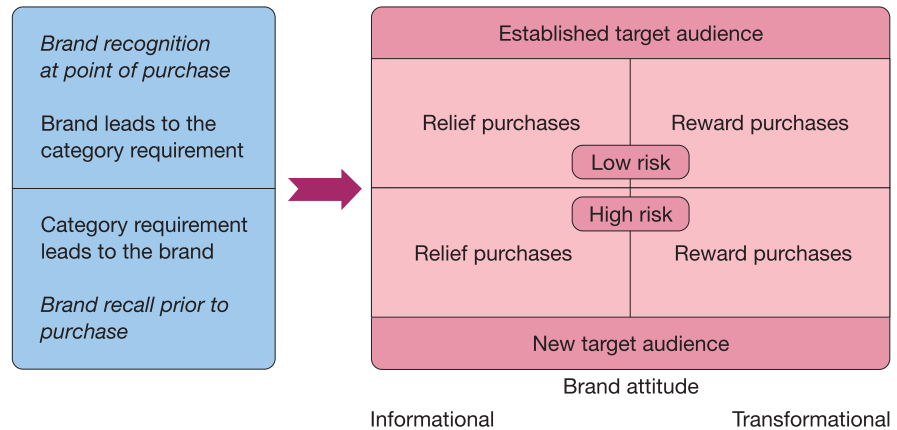 Brand recognition
at point of purchase
Brand leads to the
category requirement
Category requirement
leads to the brand
Brand recall prior to
purchase
Established target audience
Relief purchases
Reward purchases
Low risk
High risk
Relief purchases
Reward purchases
New target audience
Brand attitude
Informational
Transformational